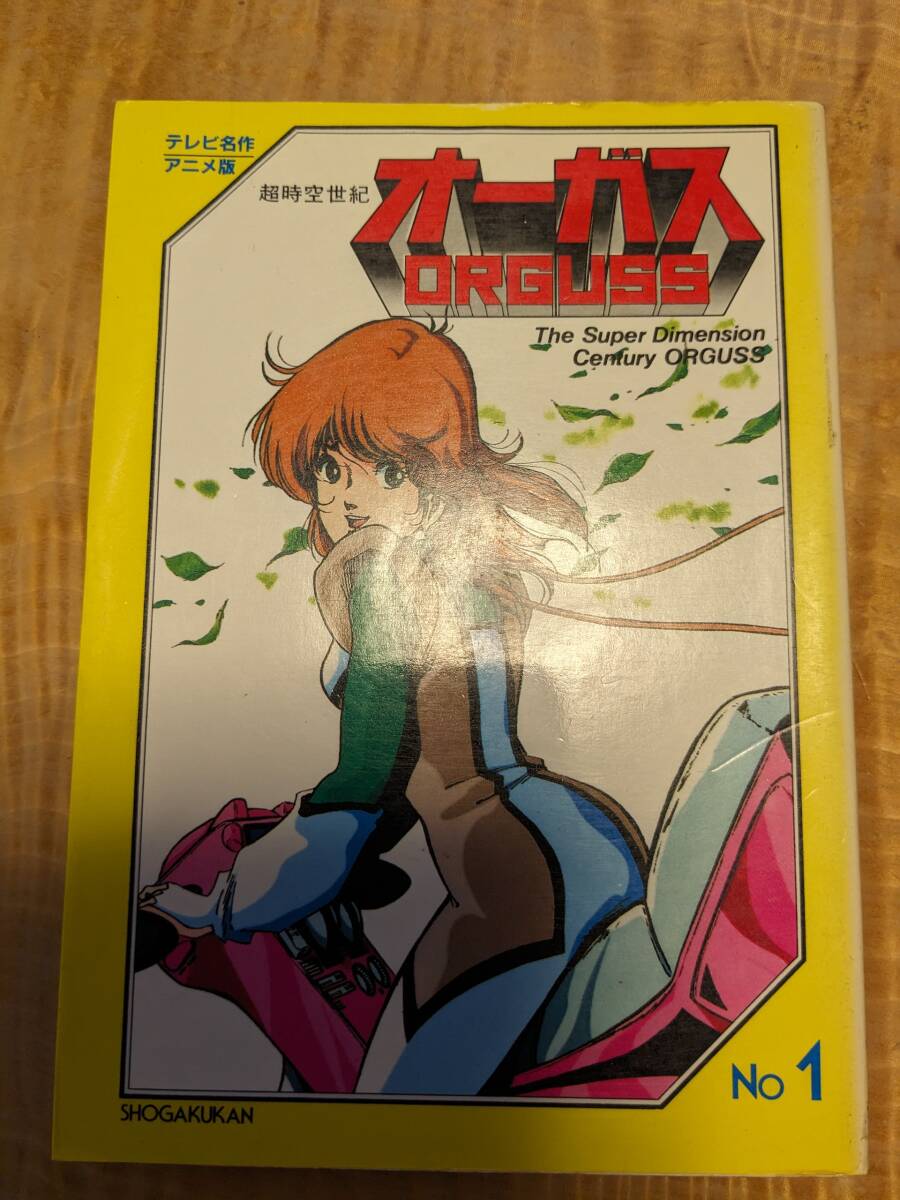 テレビ名作
アニメ版
超時空世紀
オーガス
ORGUSS
The Super Dimension
Century ORGUSS
No 1
SHOGAKUKAN